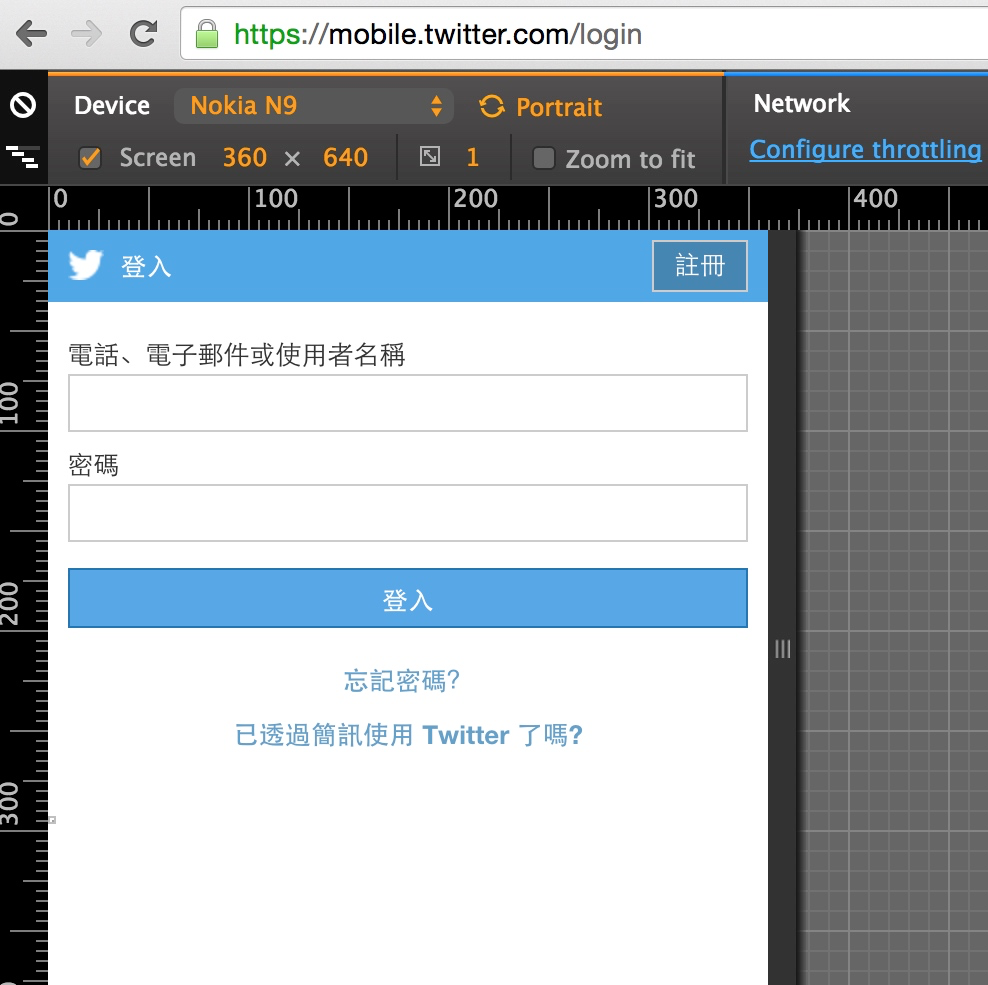 https://mobile.twitter.com/login
Device Nokia N9 Portrait Network
Screen 360 × 640 1 Zoom to fit Configure throttling
0 100 200 300 400
0
100
200
300
登入 註冊
電話、電子郵件或使用者名稱
密碼
登入
忘記密碼?
已透過簡訊使用 Twitter 了嗎?